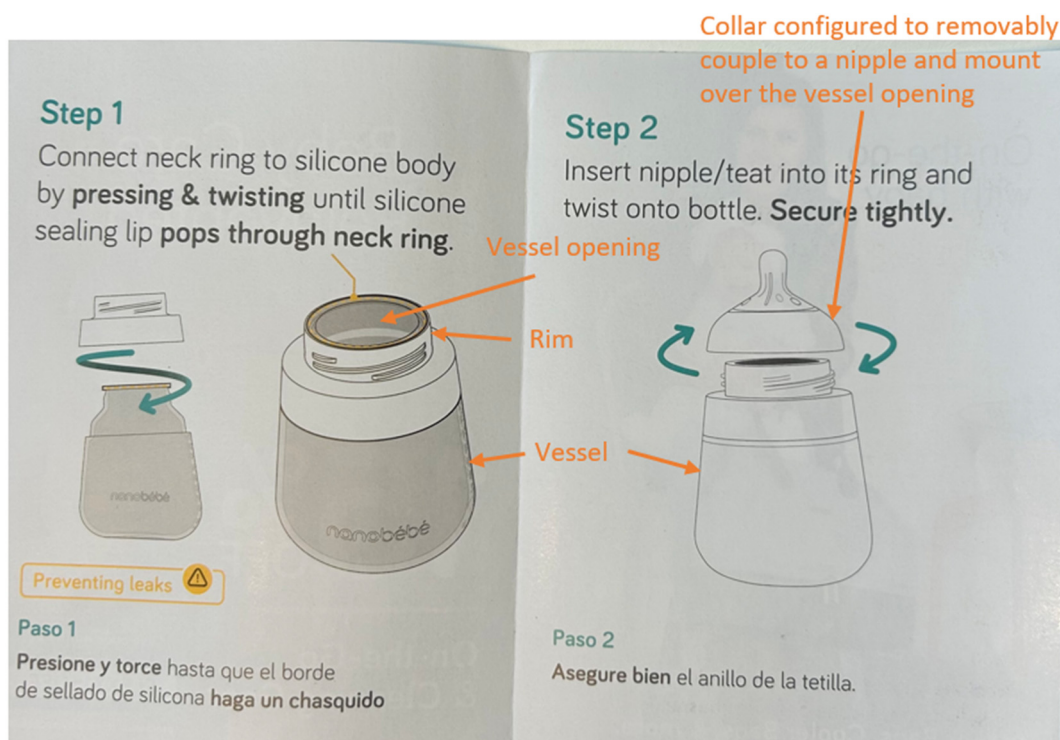 Collar configured to removably
couple to a nipple and mount
over the vessel opening
Step 1
Connect neck ring to silicone body
by pressing & twisting until silicone
sealing lip pops through neck ring.
Vessel opening
Rim
Vessel
nanobébé
nanobébé
Preventing leaks
Paso 1
Presione y torce hasta que el borde
de sellado de silicona haga un chasquido
Step 2
Insert nipple/teat into its ring and
twist onto bottle. Secure tightly.
Paso 2
Asegure bien el anillo de la tetilla.